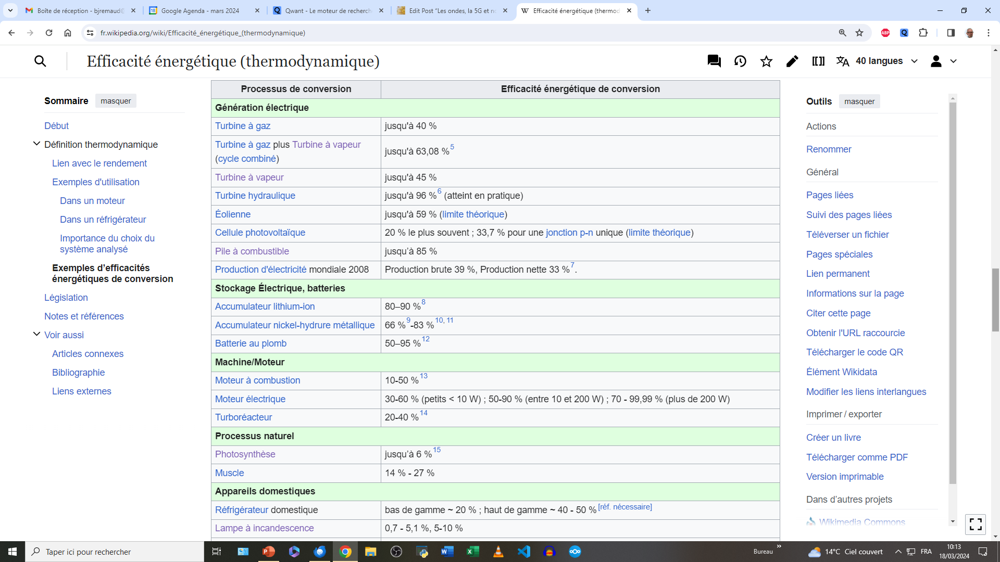 Boîte de réception - bjremaud@
Google Agenda - mars 2024
Qwant - Le moteur de recherch
Edit Post “Les ondes, la 5G et no
Efficacité énergétique (thermod
fr.wikipedia.org/wiki/Efficacité_énergétique_(thermodynamique)
Efficacité énergétique (thermodynamique)
40 langues
Sommaire masquer
Début
Définition thermodynamique
Lien avec le rendement
Exemples d'utilisation
Dans un moteur
Dans un réfrigérateur
Importance du choix du
système analysé
Exemples d’efficacités
énergétiques de conversion
Législation
Notes et références
Voir aussi
Articles connexes
Bibliographie
Liens externes
Processus de conversion Efficacité énergétique de conversion
Génération électrique
Turbine à gaz jusqu'à 40 %
Turbine à gaz plus Turbine à vapeur
(cycle combiné) jusqu'à 63,08 % 5
Turbine à vapeur jusqu'à 45 %
Turbine hydraulique jusqu'à 96 % 6 (atteint en pratique)
Éolienne jusqu'à 59 % (limite théorique)
Cellule photovoltaïque 20 % le plus souvent ; 33,7 % pour une jonction p-n unique (limite théorique)
Pile à combustible jusqu’à 85 %
Production d'électricité mondiale 2008 Production brute 39 %, Production nette 33 % 7.
Stockage Électrique, batteries
Accumulateur lithium-ion 80–90 % 8
Accumulateur nickel-hydrure métallique 66 % 9-83 % 10, 11
Batterie au plomb 50–95 % 12
Machine/Moteur
Moteur à combustion 10-50 % 13
Moteur électrique 30-60 % (petits < 10 W) ; 50-90 % (entre 10 et 200 W) ; 70 - 99,99 % (plus de 200 W)
Turboréacteur 20-40 % 14
Processus naturel
Photosynthèse jusqu’à 6 % 15
Muscle 14 % - 27 %
Appareils domestiques
Réfrigérateur domestique bas de gamme ~ 20 % ; haut de gamme ~ 40 - 50 % [réf. nécessaire]
Lampe à incandescence 0,7 - 5,1 %, 5-10 %
Outils masquer
Actions
Renommer
Général
Pages liées
Suivi des pages liées
Téléverser un fichier
Pages spéciales
Lien permanent
Informations sur la page
Citer cette page
Obtenir l'URL raccourcie
Télécharger le code QR
Élément Wikidata
Modifier les liens interlangues
Imprimer / exporter
Créer un livre
Télécharger comme PDF
Version imprimable
Dans d’autres projets
Wikimedia Commons
Taper ici pour rechercher
Bureau
14°C Ciel couvert
FRA
10:13
18/03/2024